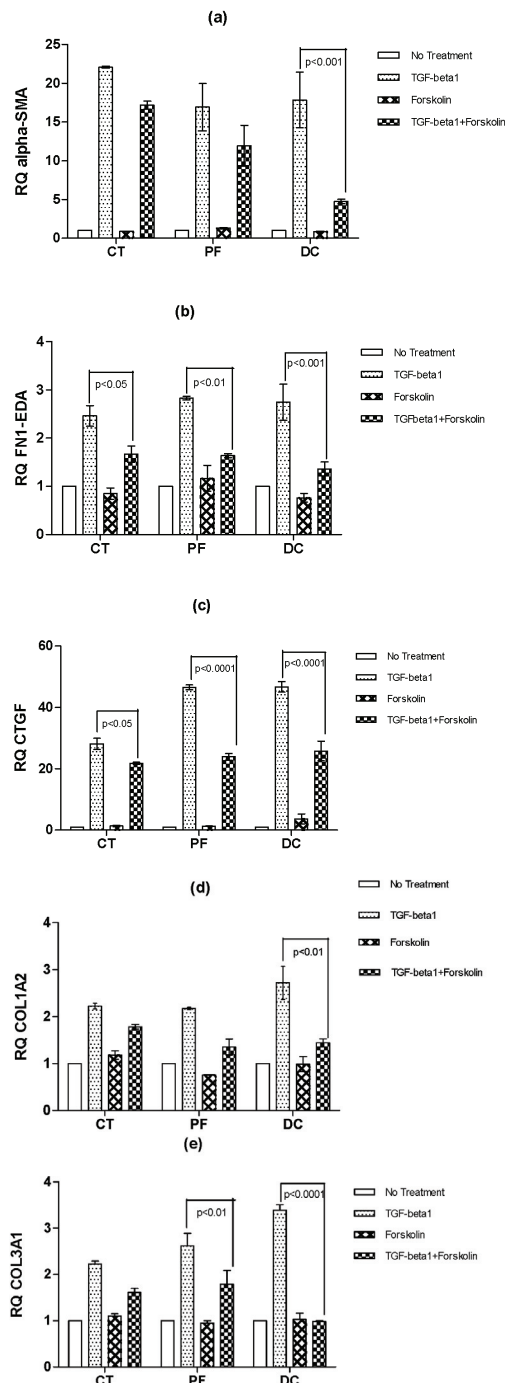 (a)
RQ alpha-SMA
25
20
15
10
5
0
p<0.001
No Treatment
TGF-beta1
Forskolin
TGF-beta1+Forskolin
CT PF DC
(b)
RQ FN1-EDA
4
3
2
1
0
p<0.05
p<0.01
p<0.001
No Treatment
TGF-beta1
Forskolin
TGFbeta1+Forskolin
CT PF DC
(c)
RQ CTGF
60
40
20
0
p<0.05
p<0.0001
p<0.0001
No Treatment
TGF-beta1
Forskolin
TGF-beta1+Forskolin
CT PF DC
(d)
RQ COL1A2
4
3
2
1
0
p<0.01
No Treatment
TGF-beta1
Forskolin
TGF-beta1+Forskolin
CT PF DC
(e)
RQ COL3A1
4
3
2
1
0
p<0.01
p<0.0001
No Treatment
TGF-beta1
Forskolin
TGF-beta1+Forskolin
CT PF DC